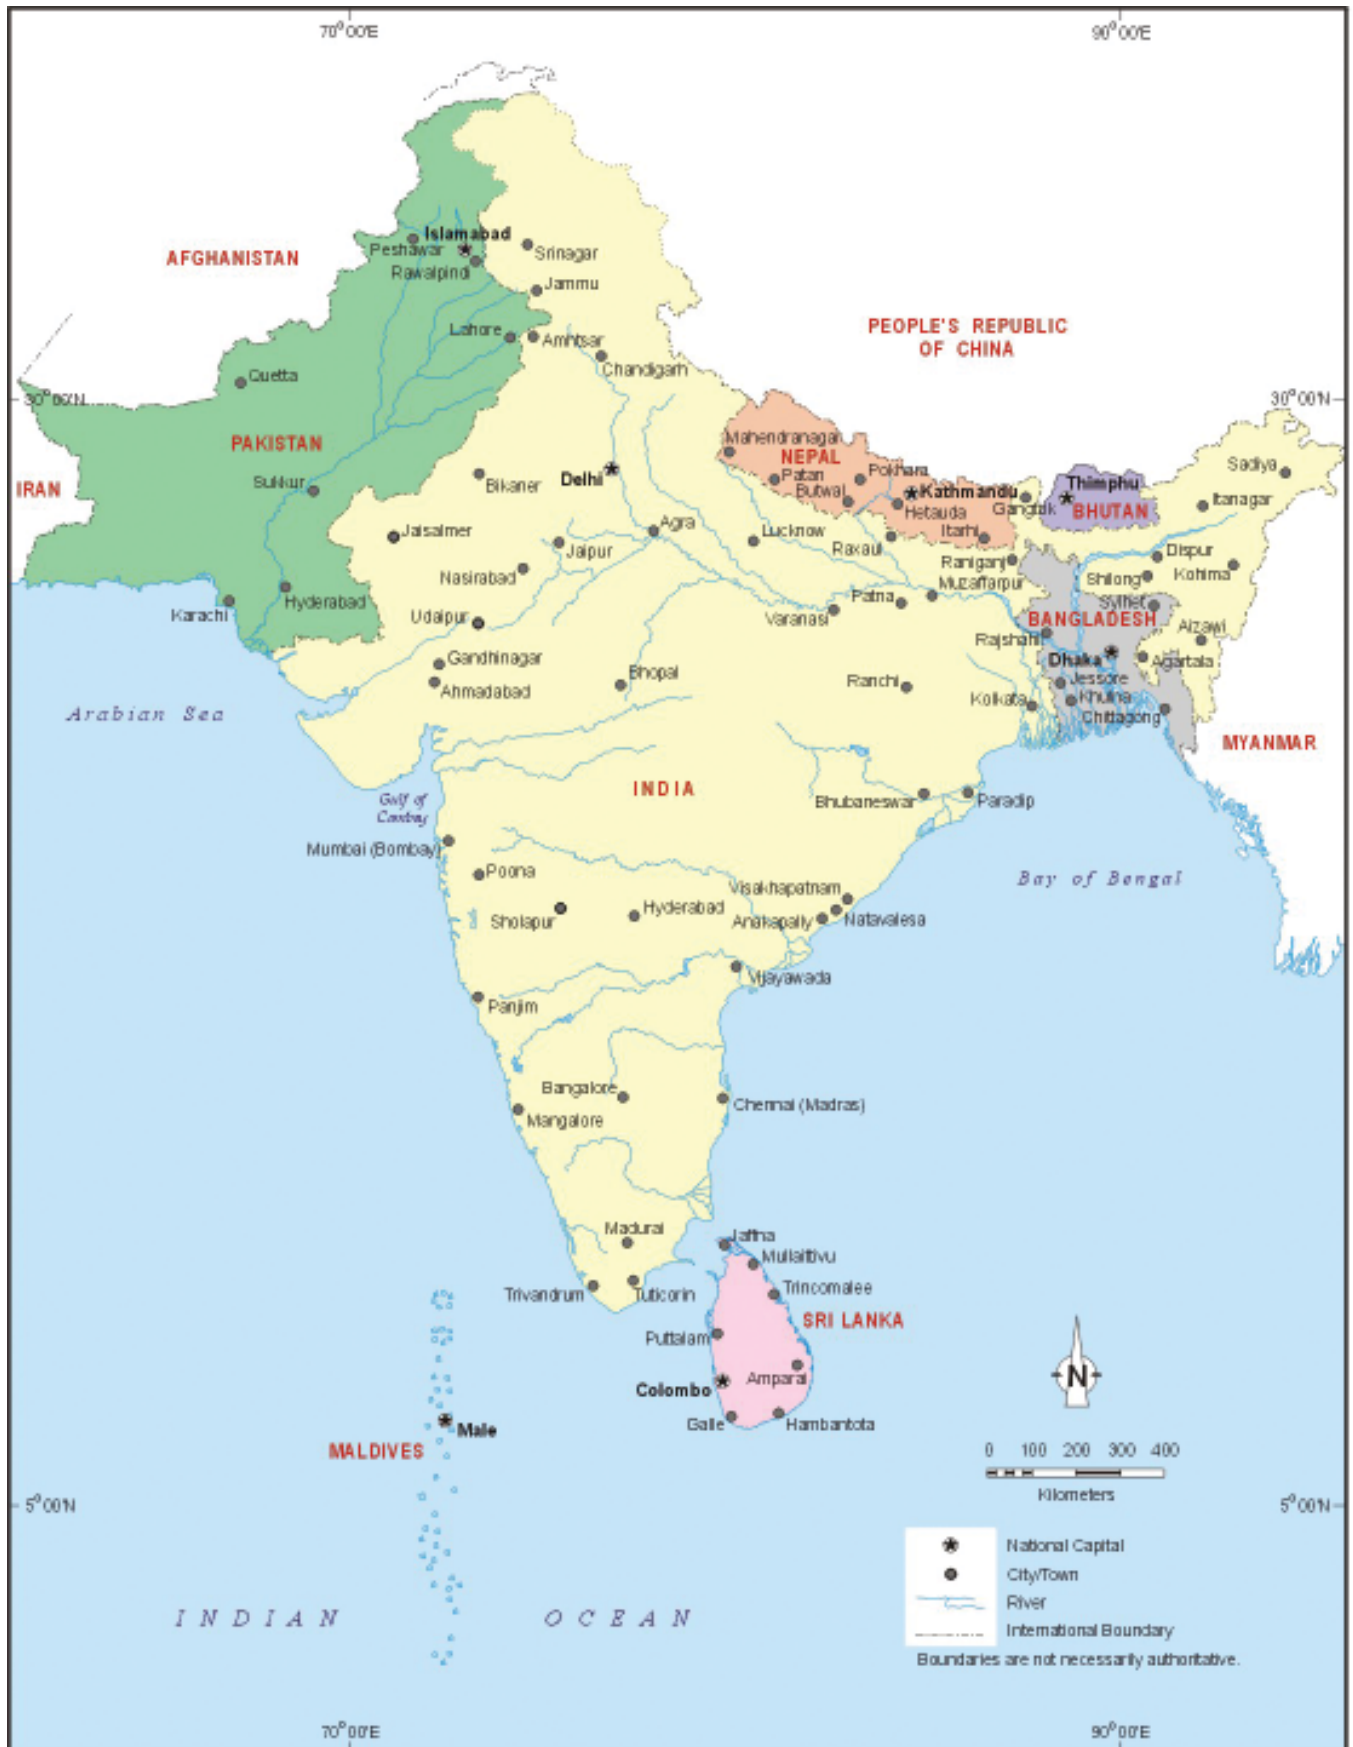 70°00'E
90°00'E
AFGHANISTAN
Islamabad
Peshawar
Rawalpindi
Srinagar
Jammu
PEOPLE'S REPUBLIC
OF CHINA
Lahore
Amhtsar
Chandigarh
Quetta
30°00'N
30°00'N
PAKISTAN
Mahendranagar
NEPAL
Sadiya
IRAN
Sukkur
Bikaner
Delhi
Patan
Pokhara
Butwal
Kathmandu
Hetauda
Gangtak
Thimphu
BHUTAN
Itanagar
Jaisalmer
Jaipur
Agra
Lucknow
Raxaul
Itarhi
Dispur
Nasirabad
Raniganj
Shilong
Kohima
Karachi
Hyderabad
Muzaffarpur
Patna
Sylhet
Udaipur
Varanasi
BANGLADESH
Rajshahi
Aizawl
Gandhinagar
Dhaka
Agartala
Ahmadabad
Bhopal
Ranchi
Jessore
Kolkata
Khulna
Chittagong
Arabian Sea
MYANMAR
INDIA
Gulf of
Cambay
Bhubaneswar
Paradip
Mumbai (Bombay)
Poona
Bay of Bengal
Visakhapatnam
Sholapur
Hyderabad
Anakapally
Natavalesa
Vijayawada
Panjim
Bangalore
Chennai (Madras)
Mangalore
Madurai
Jaffna
Mullaittivu
Trivandrum
Tuticorin
Trincomalee
SRI LANKA
Puttalam
N
Colombo
Amparai
Galle
Hambantota
Male
MALDIVES
0 100 200 300 400
Kilometers
5°00'N
5°00'N
National Capital
City/Town
River
International Boundary
Boundaries are not necessarily authoritative.
INDIAN OCEAN
70°00'E
90°00'E